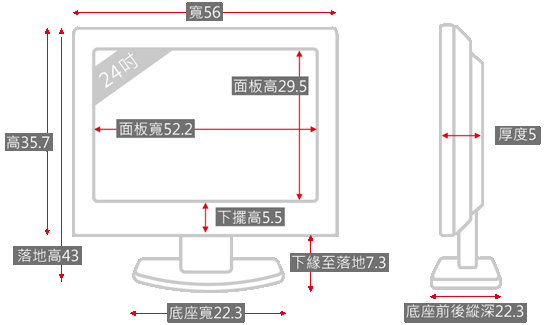 寬56
24吋
面板高29.5
面板寬52.2
高35.7
厚度5
下擺高5.5
落地高43
下緣至落地7.3
底座寬22.3
底座前後縱深22.3